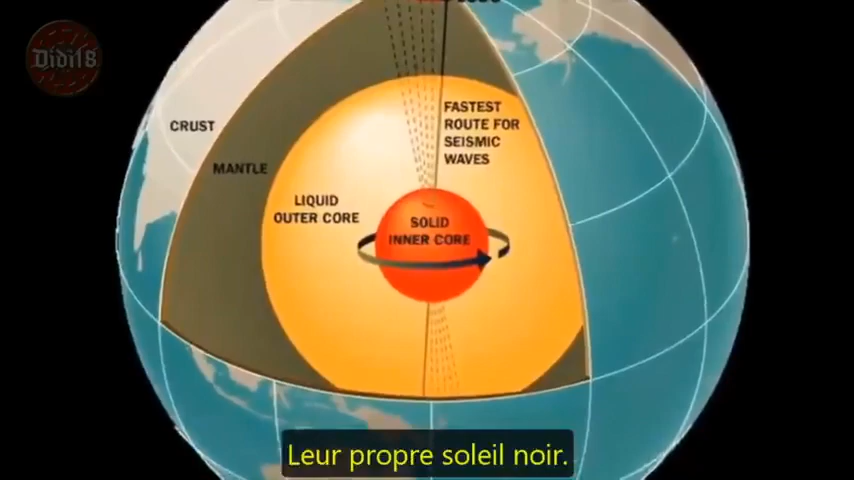 Didi18
CRUST
MANTLE
LIQUID
OUTER CORE
FASTEST
ROUTE FOR
SEISMIC
WAVES
SOLID
INNER CORE
Leur propre soleil noir.